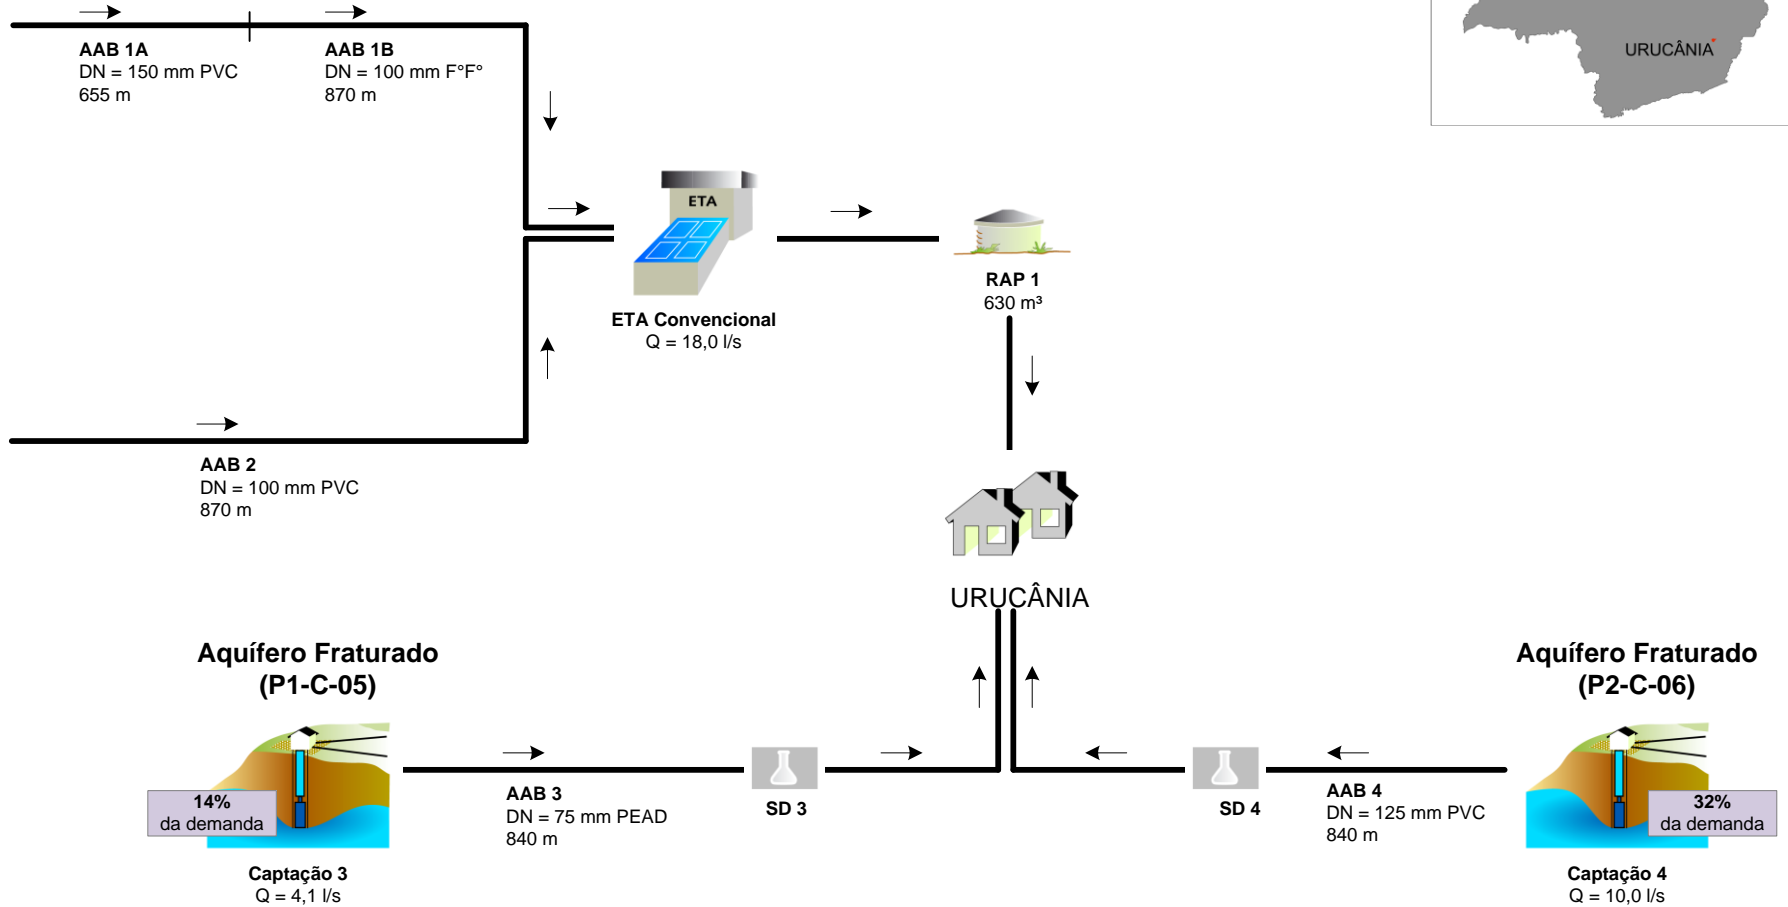 URUCÂNIA
AAB 1A
DN = 150 mm PVC
655 m
AAB 1B
DN = 100 mm F°F°
870 m
ETA
ETA Convencional
Q = 18,0 l/s
RAP 1
630 m³
AAB 2
DN = 100 mm PVC
870 m
URUCÂNIA
Aquífero Fraturado
(P1-C-05)
14%
da demanda
Captação 3
Q = 4,1 l/s
AAB 3
DN = 75 mm PEAD
840 m
SD 3
SD 4
AAB 4
DN = 125 mm PVC
840 m
Aquífero Fraturado
(P2-C-06)
32%
da demanda
Captação 4
Q = 10,0 l/s